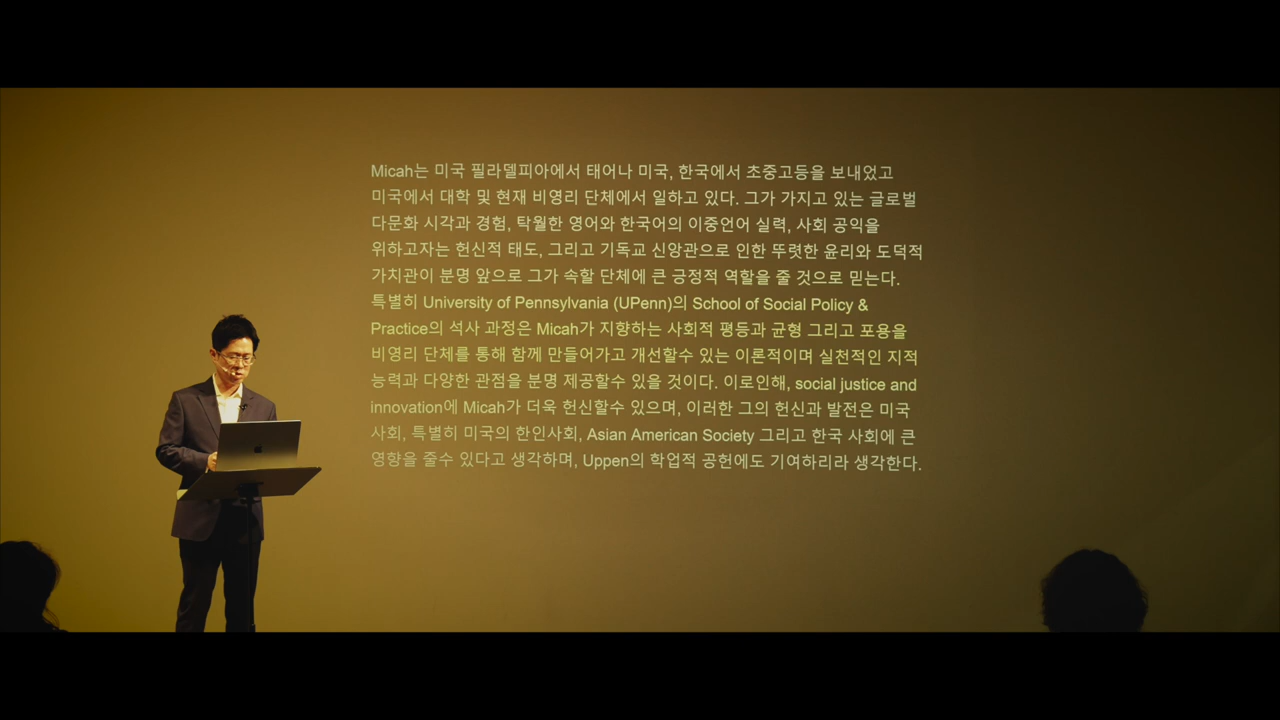 Micah는 미국 필라델피아에서 태어나 미국, 한국에서 초중고등을 보내었고
미국에서 대학 및 현재 비영리 단체에서 일하고 있다. 그가 가지고 있는 글로벌
다문화 시각과 경험, 탁월한 영어와 한국어의 이중언어 실력, 사회 공익을
위하고자는 헌신적 태도, 그리고 기독교 신앙관으로 인한 뚜렷한 윤리와 도덕적
가치관이 분명 앞으로 그가 속할 단체에 큰 긍정적 역할을 줄 것으로 믿는다.
특별히 University of Pennsylvania (UPenn)의 School of Social Policy &
Practice의 석사 과정은 Micah가 지향하는 사회적 평등과 균형 그리고 포용을
비영리 단체를 통해 함께 만들어가고 개선할수 있는 이론적이며 실천적인 지적
능력과 다양한 관점을 분명 제공할수 있을 것이다. 이로인해, social justice and
innovation에 Micah가 더욱 헌신할수 있으며, 이러한 그의 헌신과 발전은 미국
사회, 특별히 미국의 한인사회, Asian American Society 그리고 한국 사회에 큰
영향을 줄수 있다고 생각하며, Uppen의 학업적 공헌에도 기여하리라 생각한다.